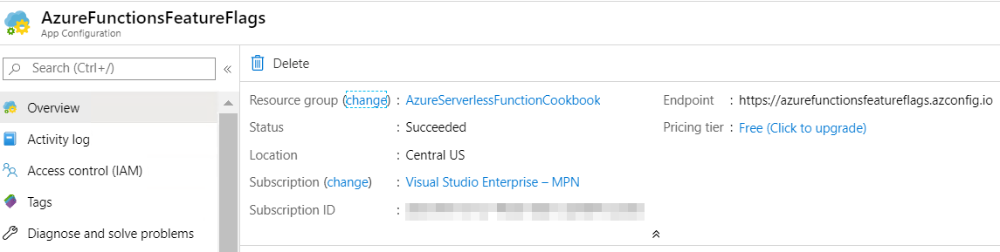 AzureFunctionsFeatureFlags
App Configuration
Search (Ctrl+/)
«
Overview
Activity log
Access control (IAM)
Tags
Diagnose and solve problems
Delete
Resource group (change) : AzureServerlessFunctionCookbook
Status : Succeeded
Location : Central US
Subscription (change) : Visual Studio Enterprise – MPN
Subscription ID :
Endpoint : https://azurefunctionsfeatureflags.azconfig.io
Pricing tier : Free (Click to upgrade)